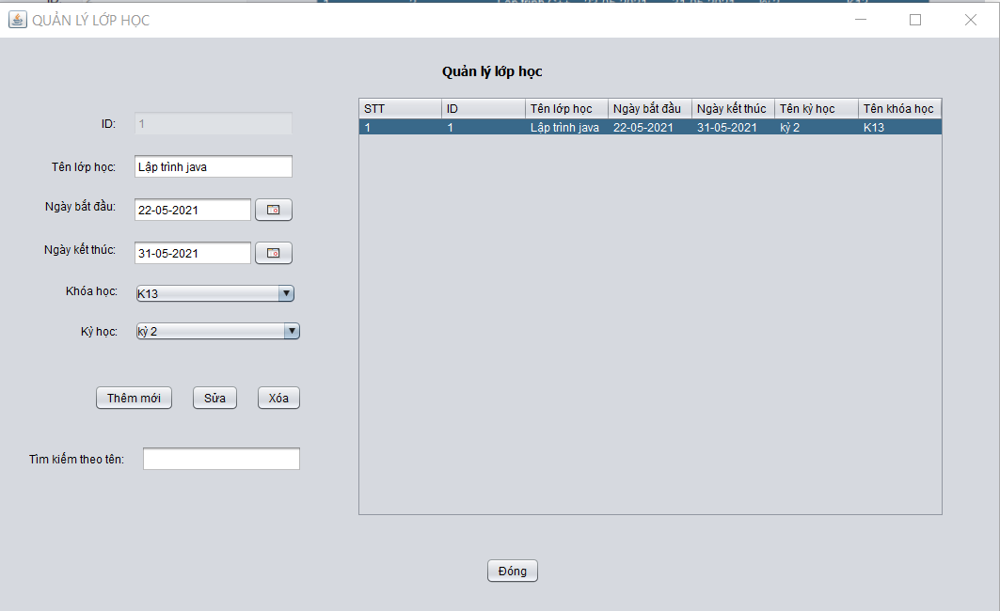 QUẢN LÝ LỚP HỌC
Quản lý lớp học
ID: 1
Tên lớp học: Lập trình java
Ngày bắt đầu: 22-05-2021
Ngày kết thúc: 31-05-2021
Khóa học: K13
Kỳ học: kỳ 2
Thêm mới Sửa Xóa
Tìm kiếm theo tên:
STT ID Tên lớp học Ngày bắt đầu Ngày kết thúc Tên kỳ học Tên khóa học
1 1 Lập trình java 22-05-2021 31-05-2021 kỳ 2 K13
Đóng